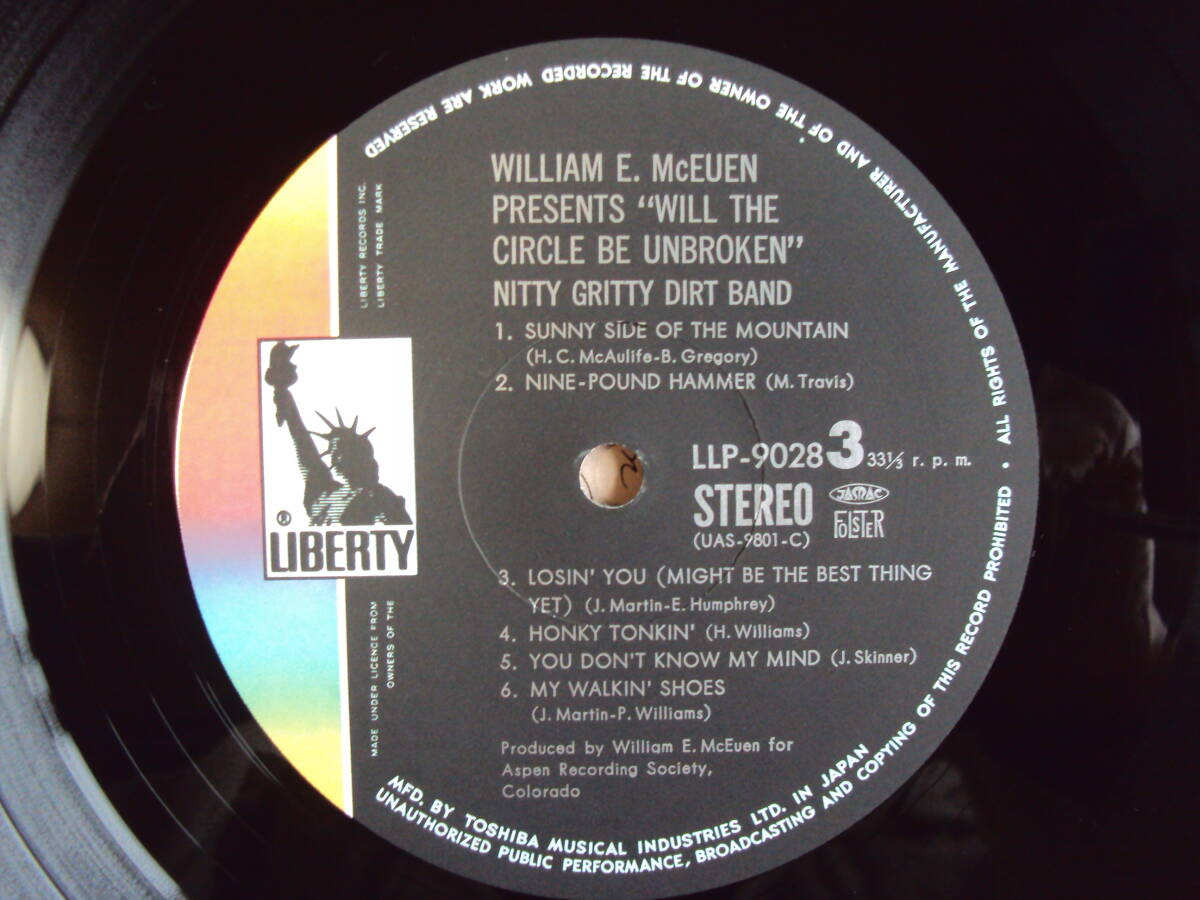 WILLIAM E. McEUEN
PRESENTS “WILL THE
CIRCLE BE UNBROKEN”
NITTY GRITTY DIRT BAND
1. SUNNY SIDE OF THE MOUNTAIN
(H. C. McAulife-B. Gregory)
2. NINE-POUND HAMMER (M. Travis)
LLP-9028 3 33⅓ r. p. m.
STEREO JASRAC
(UAS-9801-C) FOLSTER
3. LOSIN' YOU (MIGHT BE THE BEST THING
YET) (J. Martin-E. Humphrey)
4. HONKY TONKIN' (H. Williams)
5. YOU DON'T KNOW MY MIND (J. Skinner)
6. MY WALKIN' SHOES
(J. Martin-P. Williams)
Produced by William E. McEuen for
Aspen Recording Society,
Colorado
® LIBERTY
LIBERTY RECORDS INC.
LIBERTY TRADE MARK
MADE UNDER LICENCE FROM
OWNERS OF THE
MFD. BY TOSHIBA MUSICAL INDUSTRIES LTD. IN JAPAN
UNAUTHORIZED PUBLIC PERFORMANCE, BROADCASTING AND COPYING OF THIS RECORD PROHIBITED • ALL RIGHTS OF THE MANUFACTURER AND OF THE OWNER OF THE RECORDED WORK ARE RESERVED